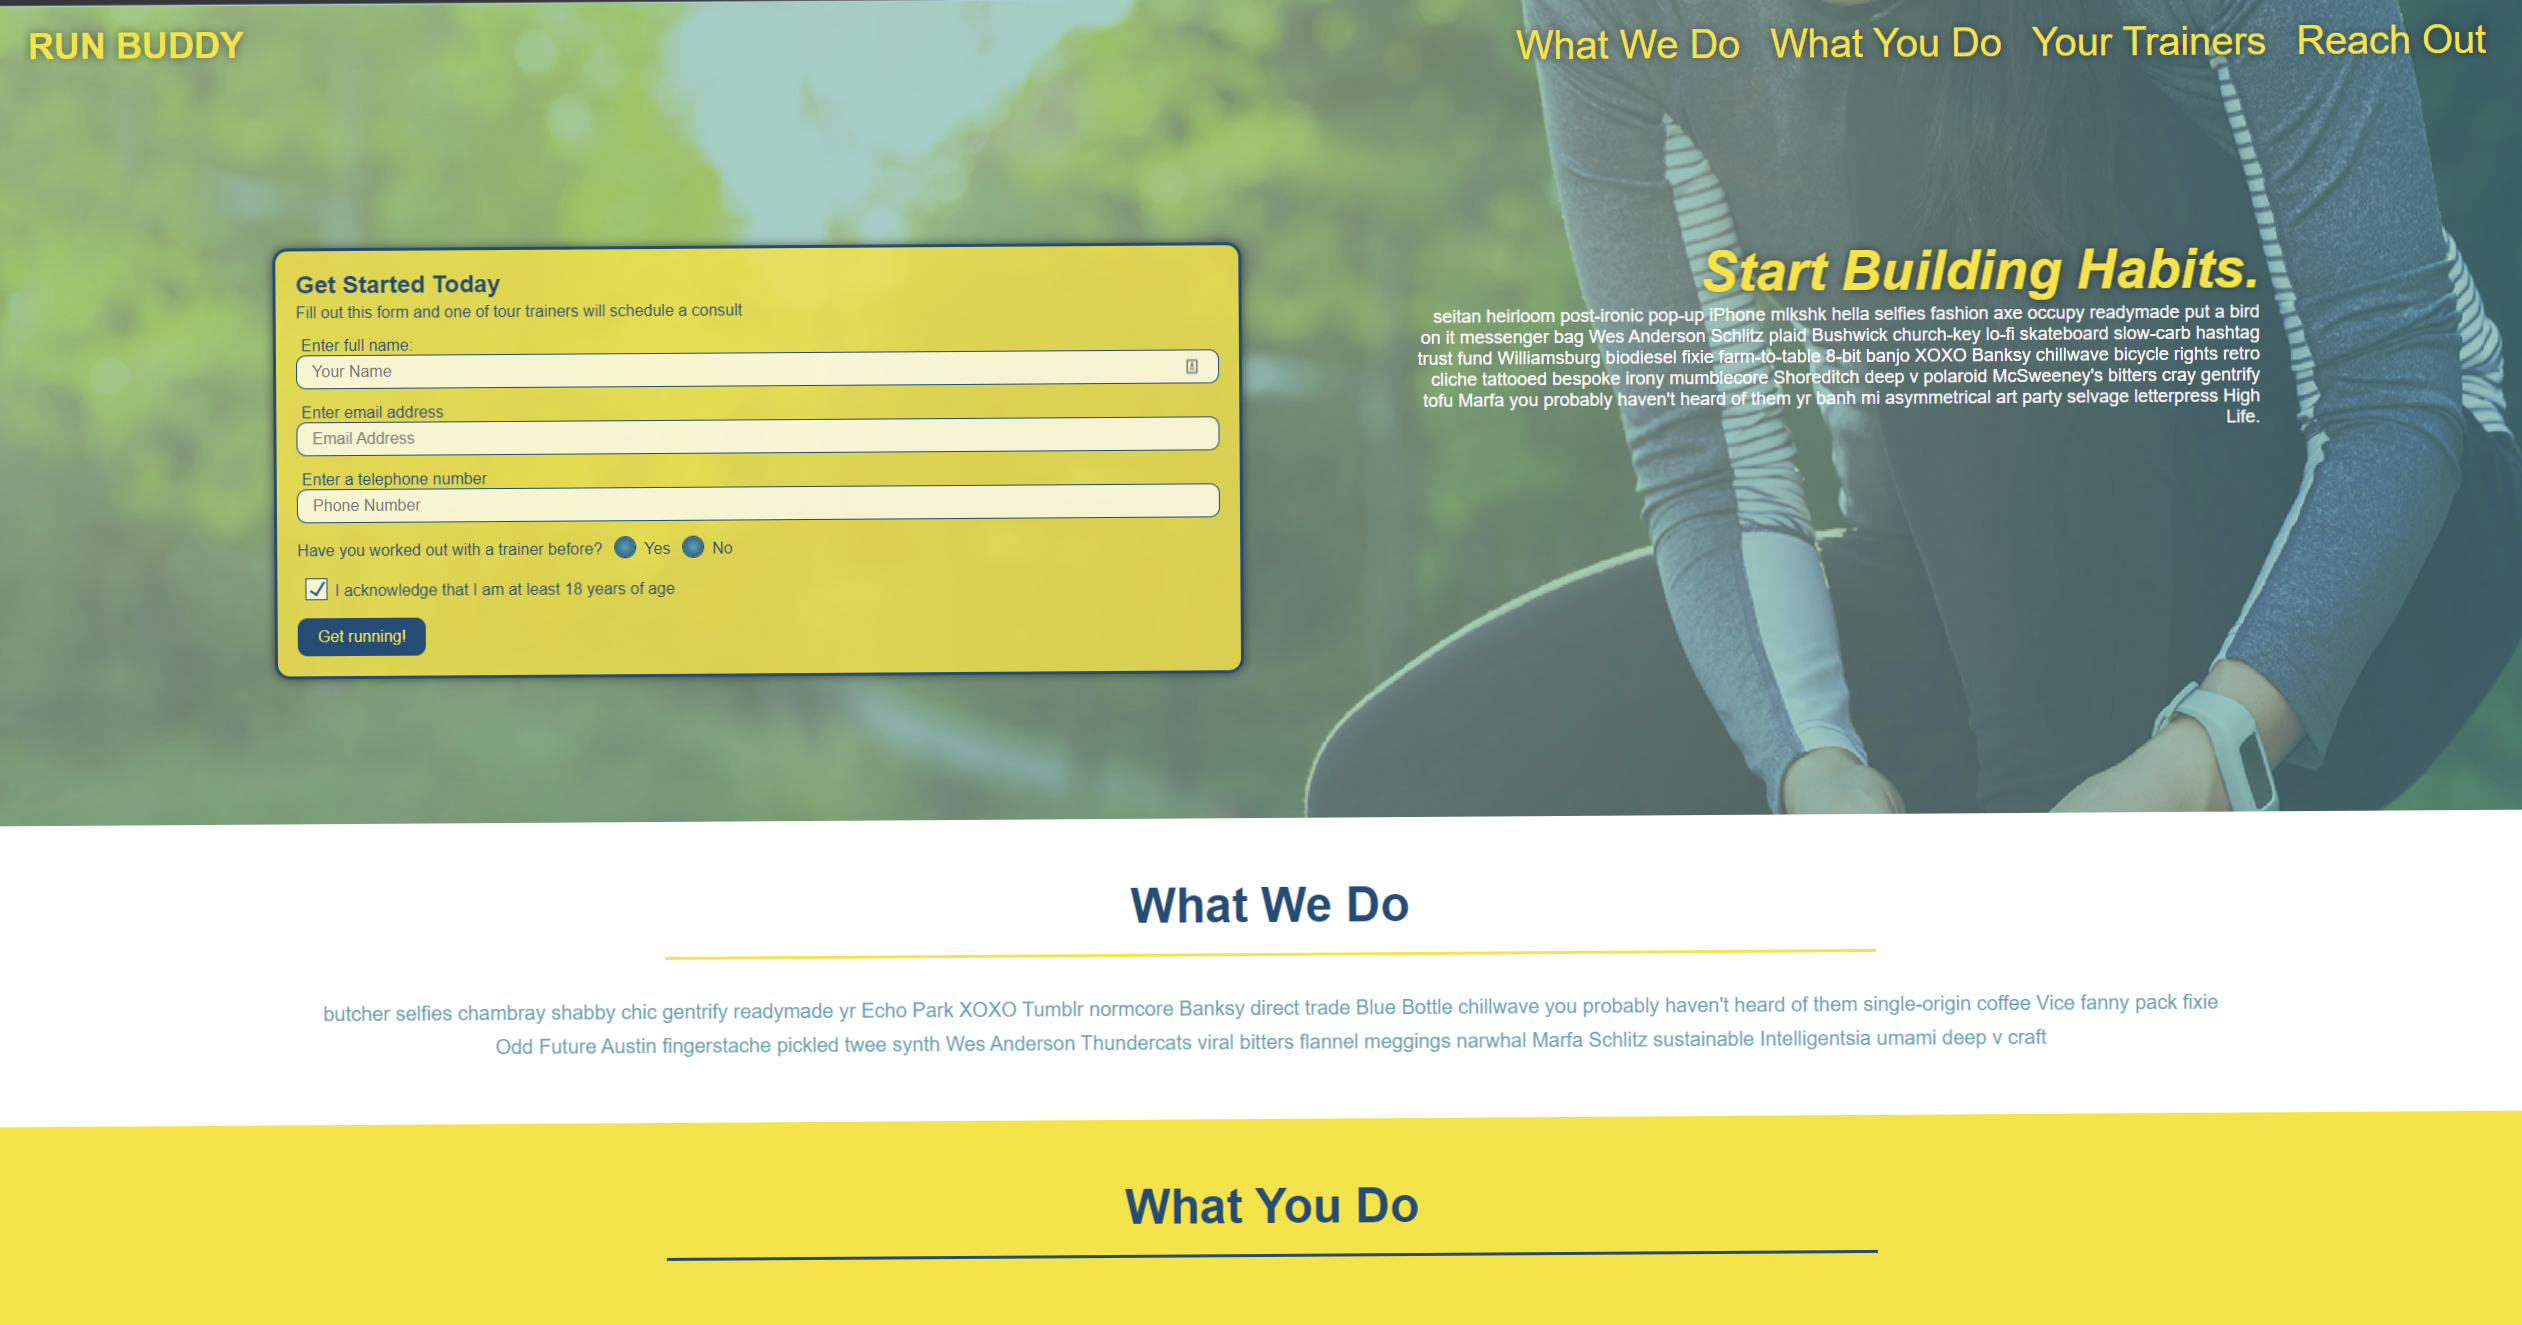 RUN BUDDY
What We Do What You Do Your Trainers Reach Out
Get Started Today
Fill out this form and one of tour trainers will schedule a consult
Enter full name:
Your Name
Enter email address
Email Address
Enter a telephone number
Phone Number
Have you worked out with a trainer before? Yes No
I acknowledge that I am at least 18 years of age
Get running!
Start Building Habits.
seitan heirloom post-ironic pop-up iPhone mlkshk hella selfies fashion axe occupy readymade put a bird
on it messenger bag Wes Anderson Schlitz plaid Bushwick church-key lo-fi skateboard slow-carb hashtag
trust fund Williamsburg biodiesel fixie farm-to-table 8-bit banjo XOXO Banksy chillwave bicycle rights retro
cliche tattooed bespoke irony mumblecore Shoreditch deep v polaroid McSweeney's bitters cray gentrify
tofu Marfa you probably haven't heard of them yr banh mi asymmetrical art party selvage letterpress High
Life.
What We Do
butcher selfies chambray shabby chic gentrify readymade yr Echo Park XOXO Tumblr normcore Banksy direct trade Blue Bottle chillwave you probably haven't heard of them single-origin coffee Vice fanny pack fixie
Odd Future Austin fingerstache pickled twee synth Wes Anderson Thundercats viral bitters flannel meggings narwhal Marfa Schlitz sustainable Intelligentsia umami deep v craft
What You Do